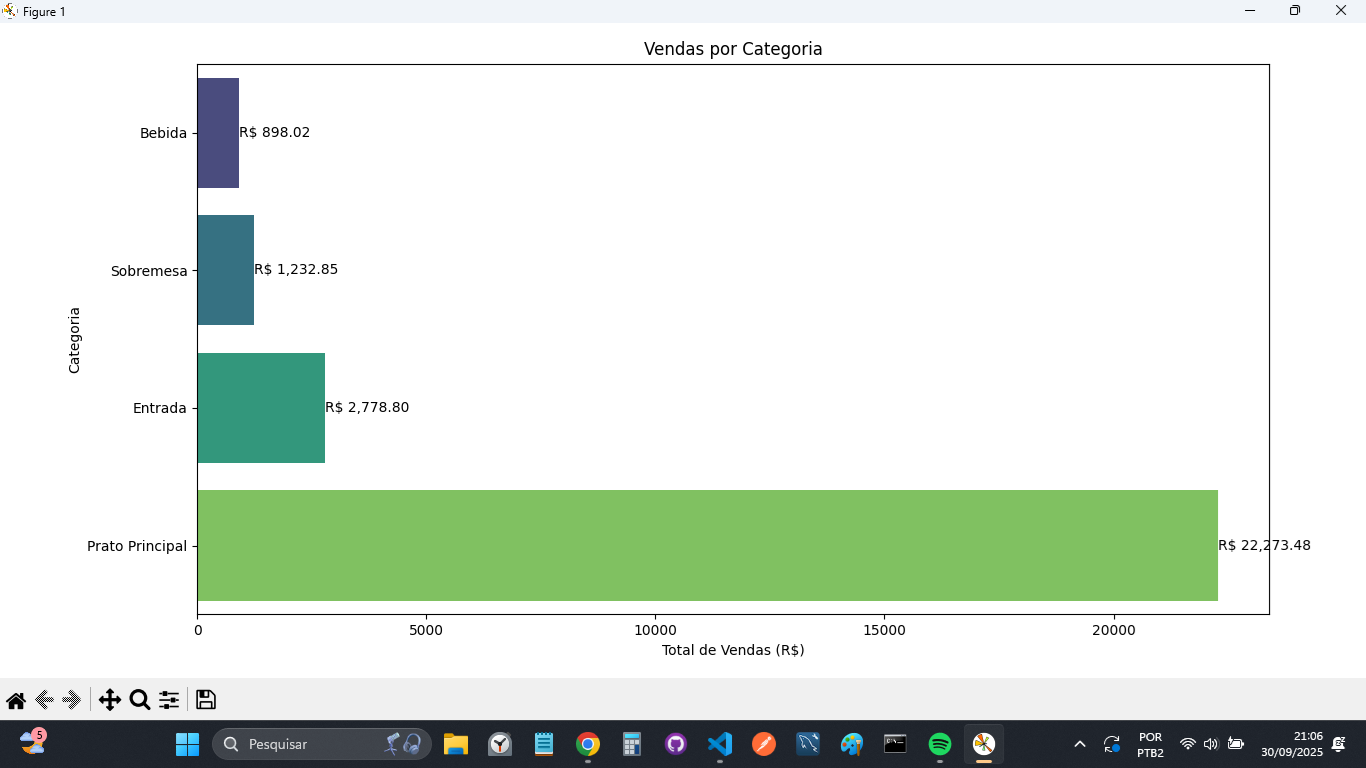 Figure 1
Vendas por Categoria
Bebida
R$ 898.02
Sobremesa
R$ 1,232.85
Categoria
Entrada
R$ 2,778.80
Prato Principal
R$ 22,273.48
0 5000 10000 15000 20000
Total de Vendas (R$)
5
Pesquisar
POR
PTB2
21:06
30/09/2025